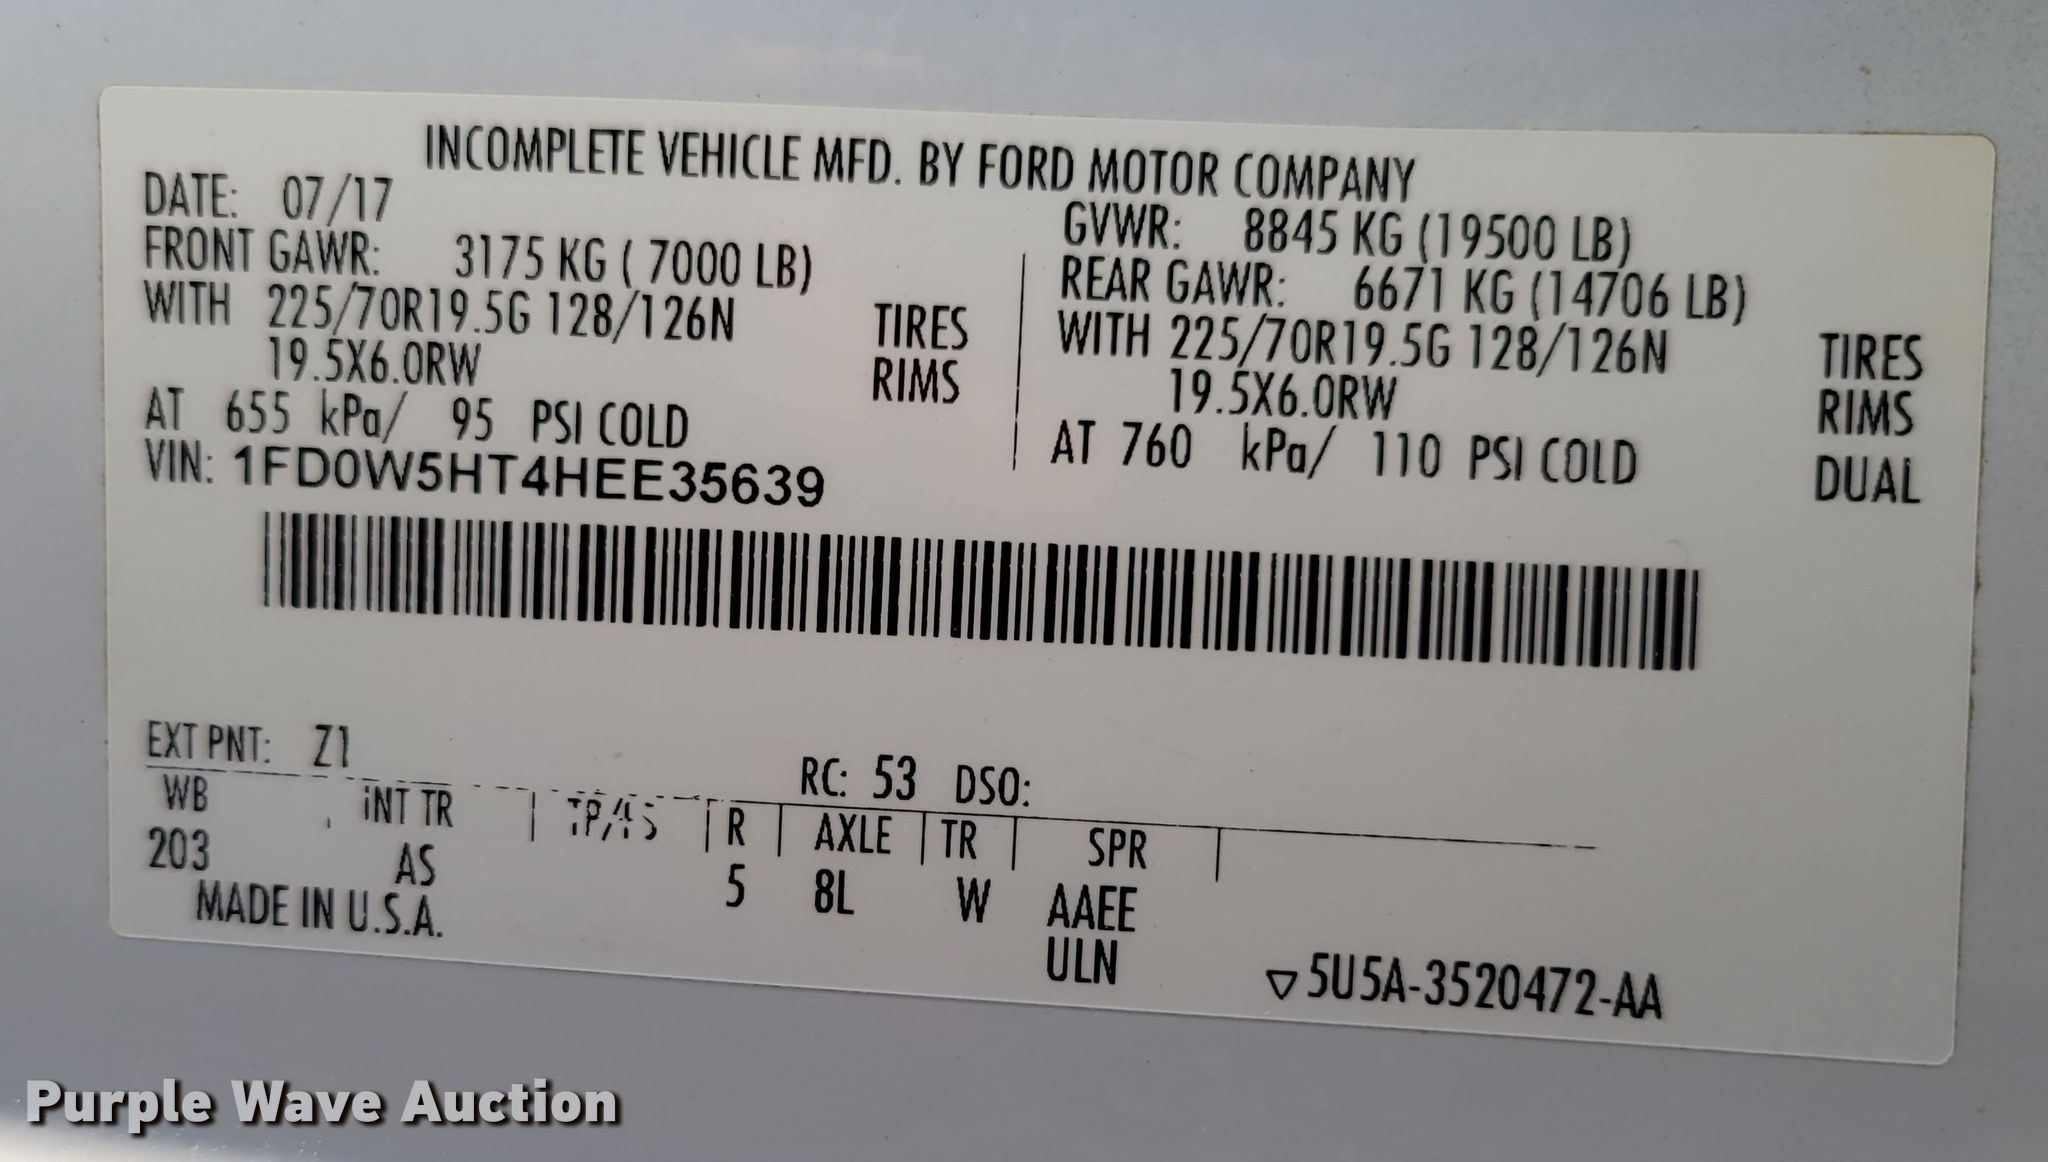 INCOMPLETE VEHICLE MFD. BY FORD MOTOR COMPANY
DATE: 07/17
GVWR: 8845 KG (19500 LB)
FRONT GAWR: 3175 KG ( 7000 LB)
REAR GAWR: 6671 KG (14706 LB)
WITH 225/70R19.5G 128/126N TIRES
WITH 225/70R19.5G 128/126N TIRES
19.5X6.0RW RIMS
19.5X6.0RW RIMS
AT 655 kPa/ 95 PSI COLD
AT 760 kPa/ 110 PSI COLD DUAL
VIN: 1FD0W5HT4HEE35639
EXT PNT: Z1 RC: 53 DSO:
WB INT TR TP/PS R AXLE TR SPR
203 AS 5 8L W AAEE
MADE IN U.S.A. ULN
▽5U5A-3520472-AA
Purple Wave Auction